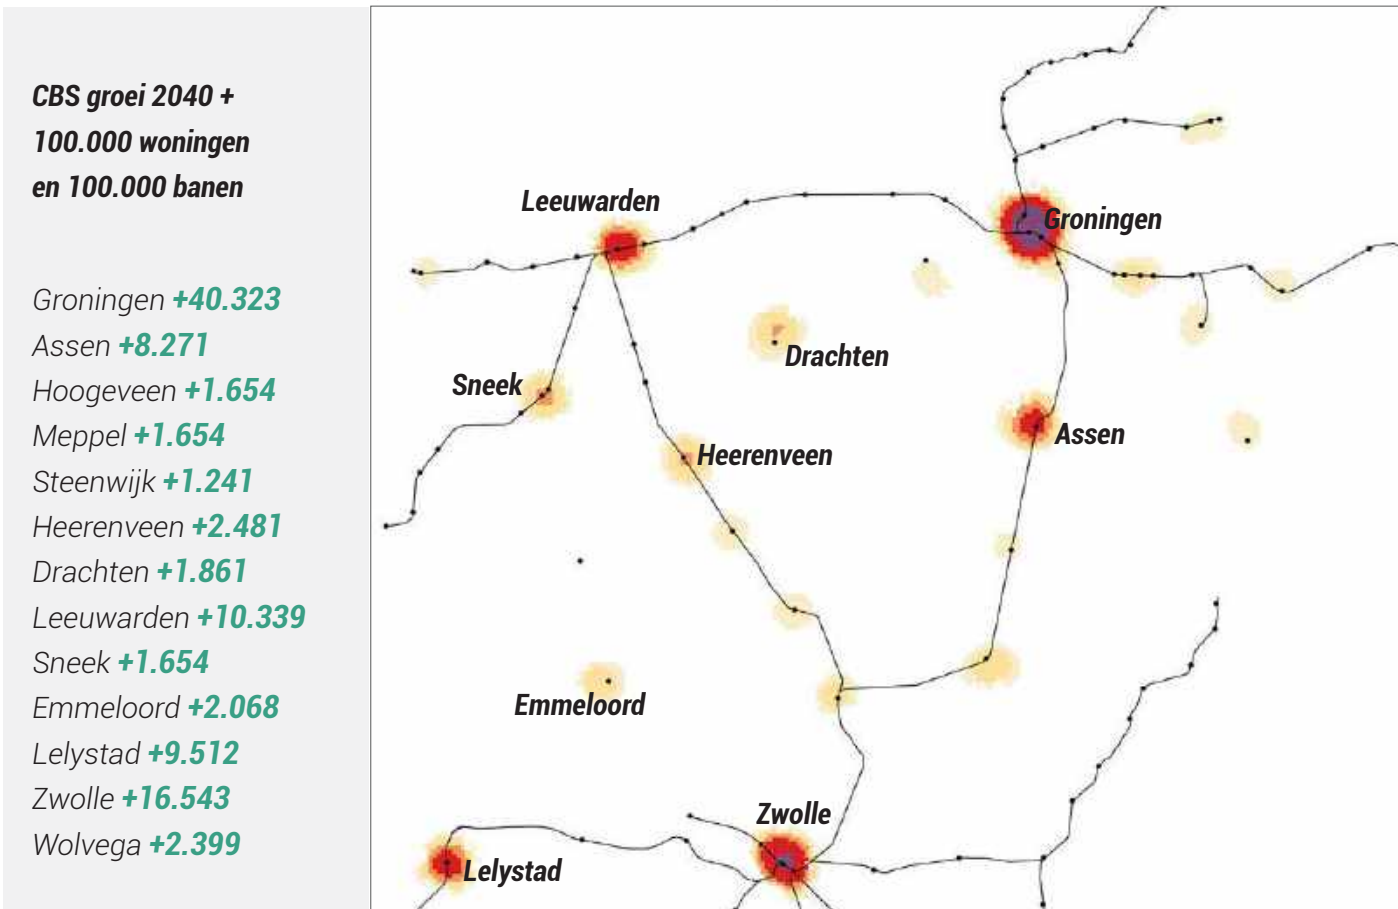 CBS groei 2040 +
100.000 woningen
en 100.000 banen
Groningen +40.323
Assen +8.271
Hoogeveen +1.654
Meppel +1.654
Steenwijk +1.241
Heerenveen +2.481
Drachten +1.861
Leeuwarden +10.339
Sneek +1.654
Emmeloord +2.068
Lelystad +9.512
Zwolle +16.543
Wolvega +2.399
Leeuwarden
Groningen
Drachten
Sneek
Assen
Heerenveen
Emmeloord
Zwolle
Lelystad